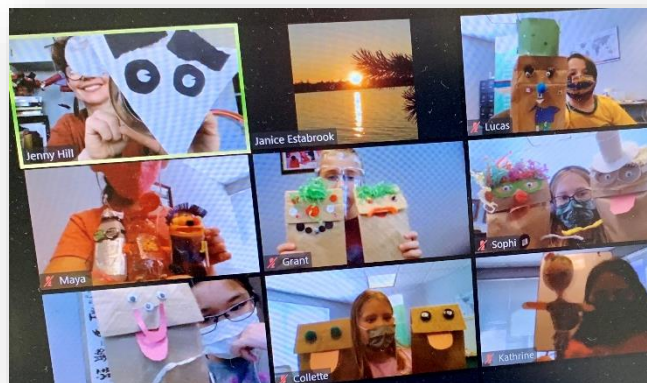 Jenny Hill
Janice Estabrook
Lucas
Maya
Grant
Sophi
Collette
Kathrine